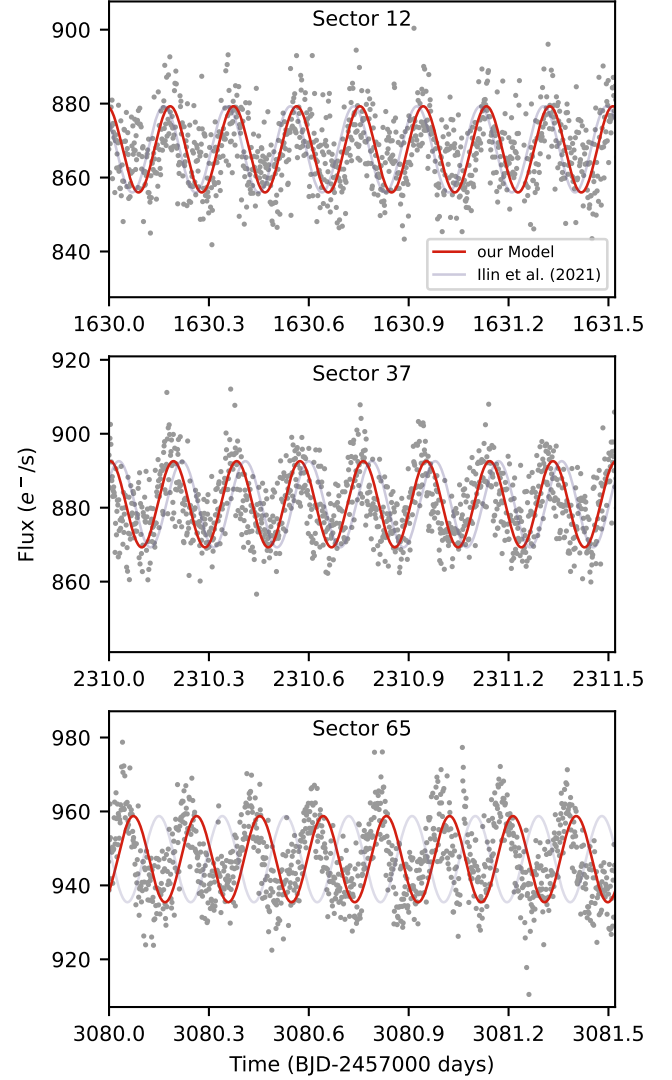 Sector 12
900
880
860
840
our Model
Ilin et al. (2021)
1630.0 1630.3 1630.6 1630.9 1631.2 1631.5
Sector 37
920
900
880
860
2310.0 2310.3 2310.6 2310.9 2311.2 2311.5
Flux (e⁻/s)
Sector 65
980
960
940
920
3080.0 3080.3 3080.6 3080.9 3081.2 3081.5
Time (BJD-2457000 days)